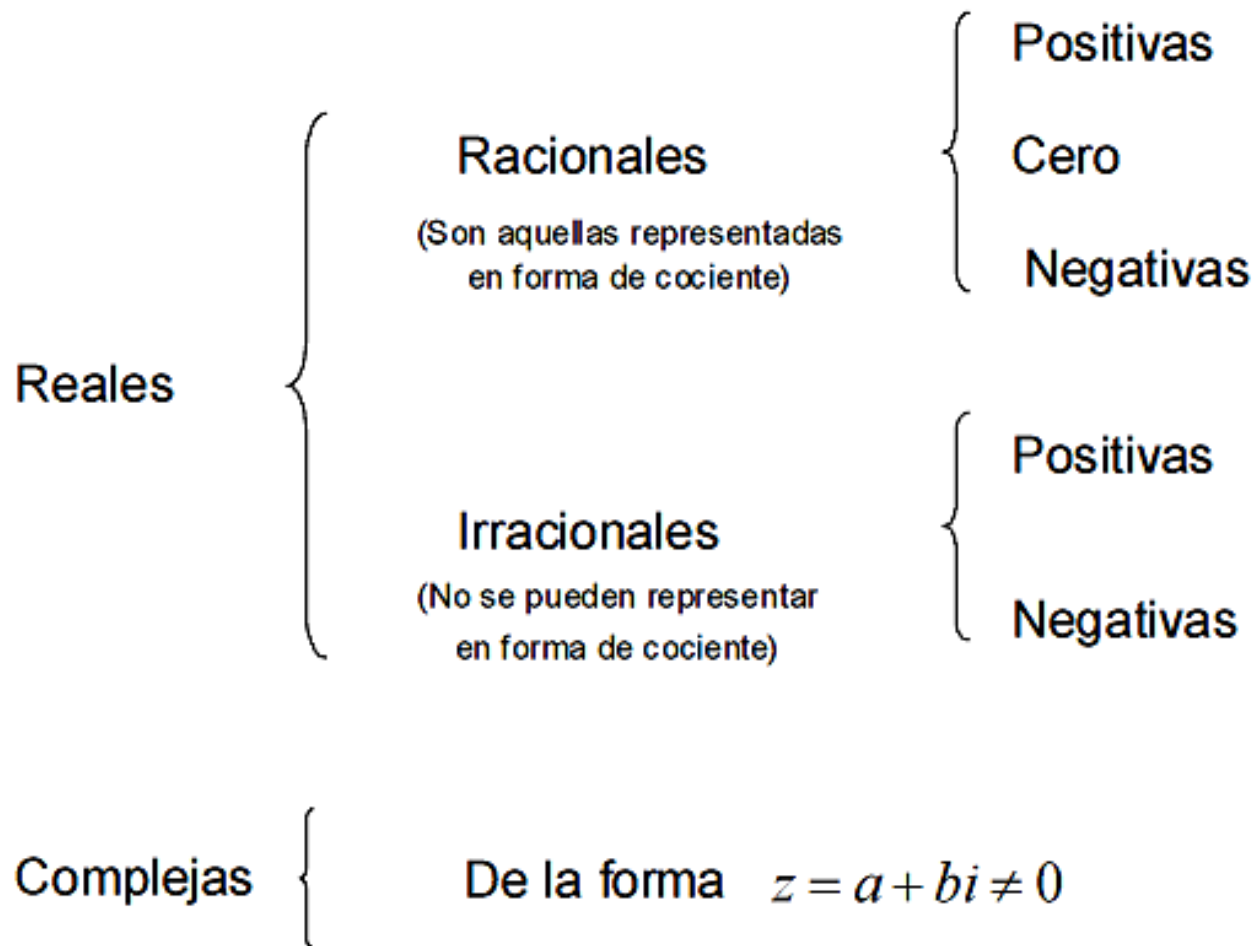 Positivas
Racionales
Cero
(Son aquellas representadas
en forma de cociente)
Negativas
Reales
Positivas
Irracionales
(No se pueden representar
en forma de cociente)
Negativas
Complejas
De la forma z = a + bi ≠ 0